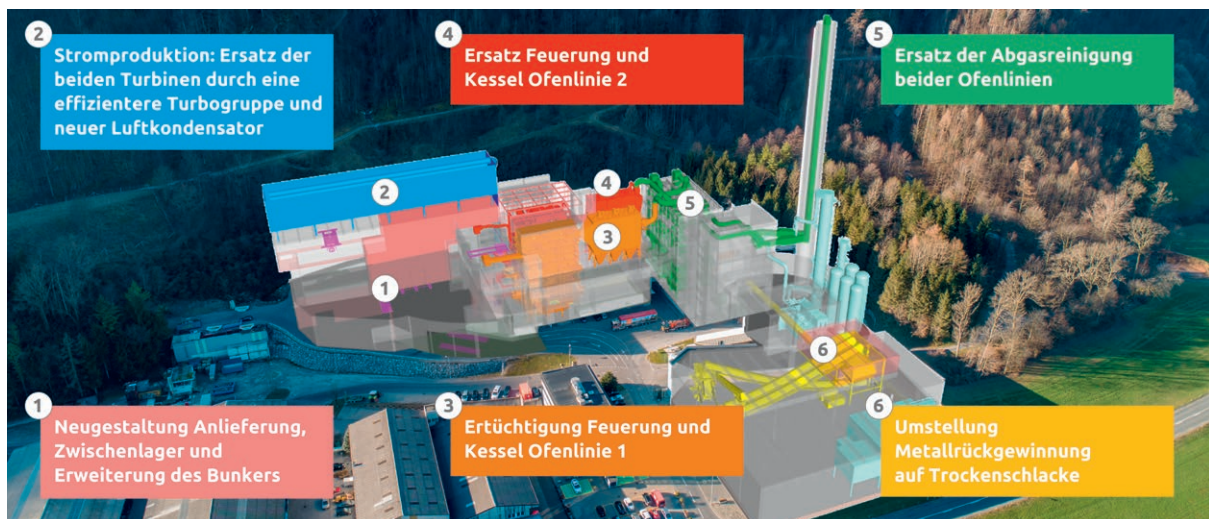 2
Stromproduktion: Ersatz der
beiden Turbinen durch eine
effizientere Turbogruppe und
neuer Luftkondensator
4
Ersatz Feuerung und
Kessel Ofenlinie 2
5
Ersatz der Abgasreinigung
beider Ofenlinien
2
4
5
3
1
6
1
Neugestaltung Anlieferung,
Zwischenlager und
Erweiterung des Bunkers
3
Ertüchtigung Feuerung und
Kessel Ofenlinie 1
6
Umstellung
Metallrückgewinnung
auf Trockenschlacke